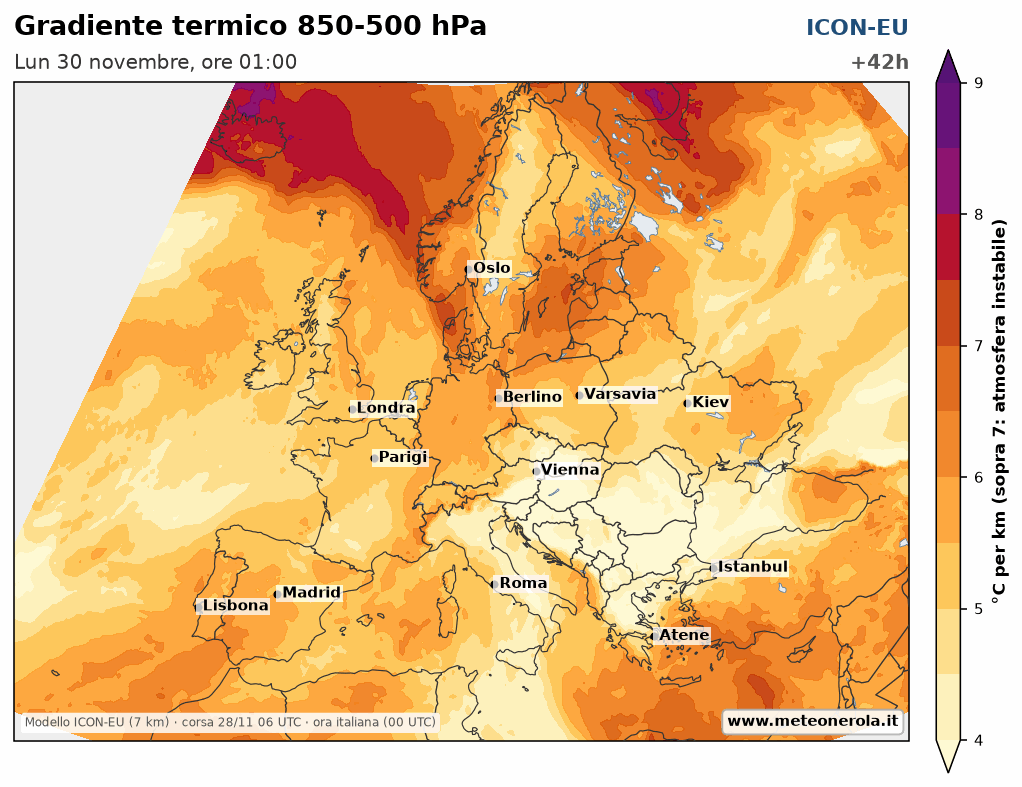 Gradiente termico 850-500 hPa
ICON-EU
Lun 30 novembre, ore 01:00
+42h
Oslo
Berlino
Varsavia
Kiev
Londra
Parigi
Vienna
Istanbul
Roma
Madrid
Lisbona
Atene
Modello ICON-EU (7 km) · corsa 28/11 06 UTC · ora italiana (00 UTC)
www.meteonerola.it
9
8
7
6
5
4
°C per km (sopra 7: atmosfera instabile)